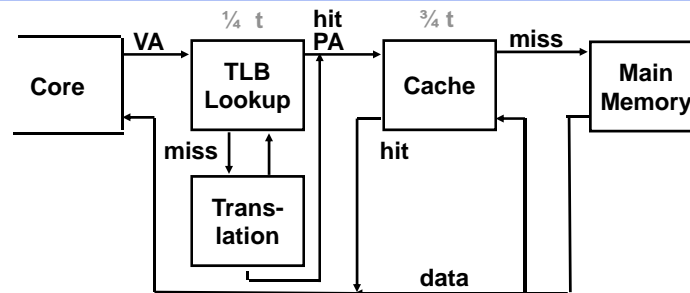 ¼ t
hit
¾ t
VA
PA
miss
Core
TLB
Lookup
Cache
Main
Memory
miss
hit
Trans-
lation
data